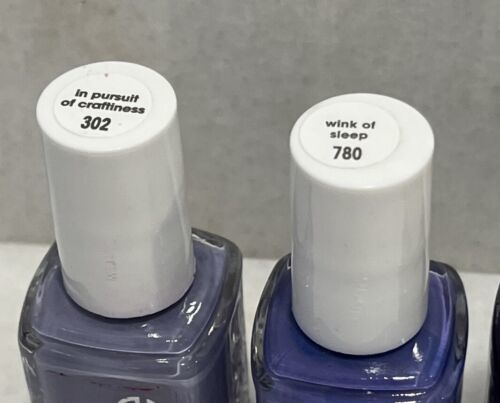 in pursuit
of craftiness
302
wink of
sleep
780